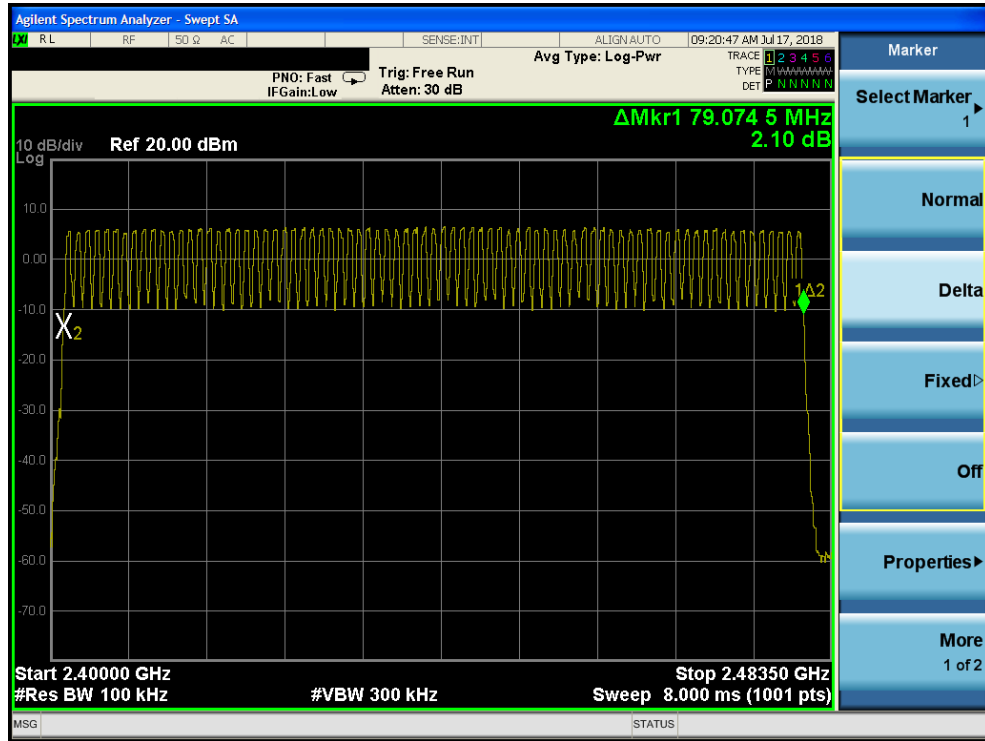 Agilent Spectrum Analyzer - Swept SA
LXI RL RF 50 Ω AC SENSE:INT ALIGN AUTO 09:20:47 AM Jul 17, 2018
Avg Type: Log-Pwr TRACE 1 2 3 4 5 6
PNO: Fast Trig: Free Run TYPE M W W W W W
IFGain:Low Atten: 30 dB DET P N N N N N
ΔMkr1 79.074 5 MHz
2.10 dB
10 dB/div Ref 20.00 dBm
Log
10.0
0.00
-10.0
-20.0
-30.0
-40.0
-50.0
-60.0
-70.0
1Δ2
X2
Start 2.40000 GHz Stop 2.48350 GHz
#Res BW 100 kHz #VBW 300 kHz Sweep 8.000 ms (1001 pts)
MSG STATUS
Marker
Select Marker
1
Normal
Delta
Fixed
Off
Properties
More
1 of 2